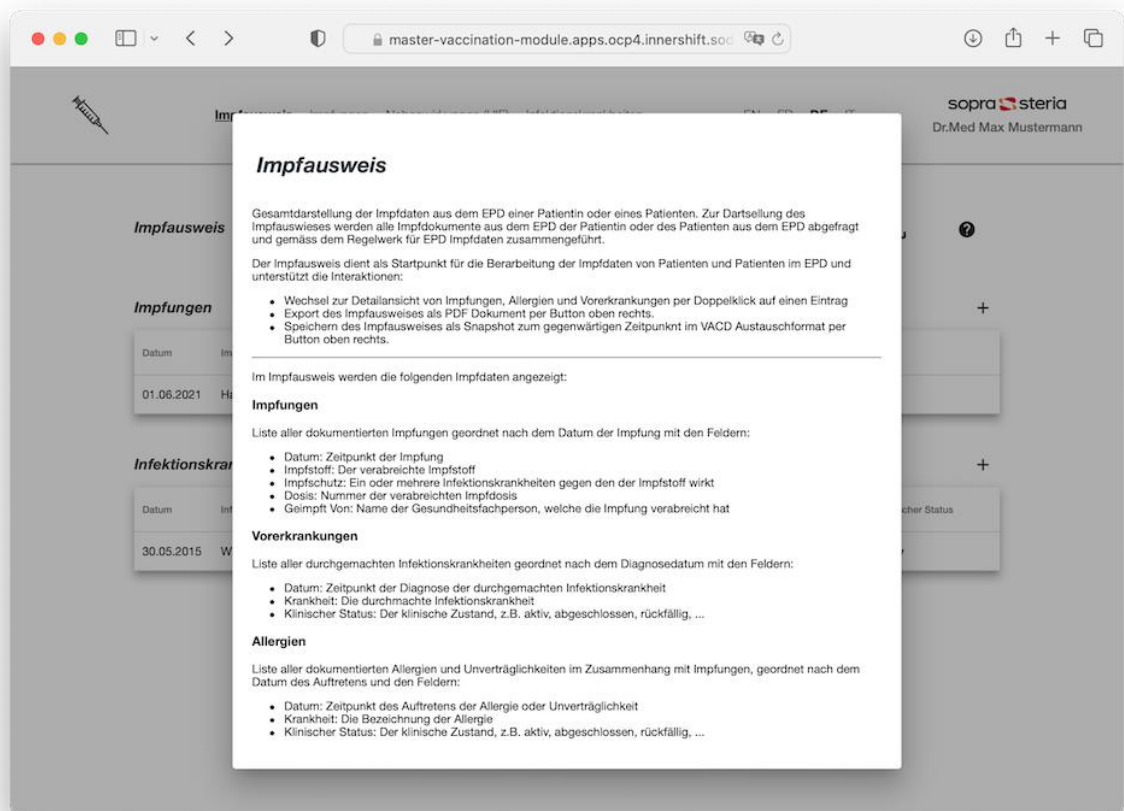 master-vaccination-module.apps.ocp4.innershift.sod
sopra steria
Dr.Med Max Mustermann
Impfausweis
Impfausweis
Gesamtdarstellung der Impfdaten aus dem EPD einer Patientin oder eines Patienten. Zur Dartsellung des
Impfauswieses werden alle Impfdokumente aus dem EPD der Patientin oder des Patienten aus dem EPD abgefragt
und gemäss dem Regelwerk für EPD Impfdaten zusammengeführt.
Der Impfausweis dient als Startpunkt für die Berarbeitung der Impfdaten von Patienten und Patienten im EPD und
unterstützt die Interaktionen:
• Wechsel zur Detailansicht von Impfungen, Allergien und Vorerkrankungen per Doppelklick auf einen Eintrag
• Export des Impfausweises als PDF Dokument per Button oben rechts.
• Speichern des Impfausweises als Snapshot zum gegenwärtigen Zeitpunknt im VACD Austauschformat per
Button oben rechts.
Impfungen
Datum
01.06.2021
Im Impfausweis werden die folgenden Impfdaten angezeigt:
Impfungen
Liste aller dokumentierten Impfungen geordnet nach dem Datum der Impfung mit den Feldern:
• Datum: Zeitpunkt der Impfung
• Impfstoff: Der verabreichte Impfstoff
• Impfschutz: Ein oder mehrere Infektionskrankheiten gegen den der Impfstoff wirkt
• Dosis: Nummer der verabreichten Impfdosis
• Geimpft Von: Name der Gesundheitsfachperson, welche die Impfung verabreicht hat
Infektionskra
Datum
cher Status
30.05.2015
Vorerkrankungen
Liste aller durchgemachten Infektionskrankheiten geordnet nach dem Diagnosedatum mit den Feldern:
• Datum: Zeitpunkt der Diagnose der durchgemachten Infektionskrankheit
• Krankheit: Die durchmachte Infektionskrankheit
• Klinischer Status: Der klinische Zustand, z.B. aktiv, abgeschlossen, rückfällig, ...
Allergien
Liste aller dokumentierten Allergien und Unverträglichkeiten im Zusammenhang mit Impfungen, geordnet nach dem
Datum des Auftretens und den Feldern:
• Datum: Zeitpunkt des Auftretens der Allergie oder Unverträglichkeit
• Krankheit: Die Bezeichnung der Allergie
• Klinischer Status: Der klinische Zustand, z.B. aktiv, abgeschlossen, rückfällig, ...